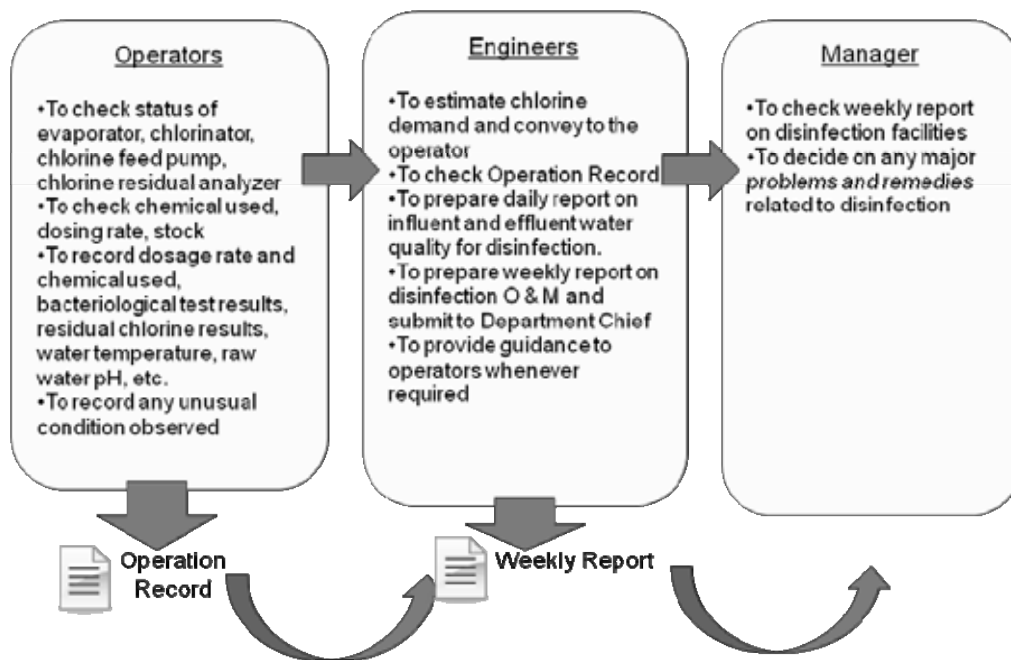 Operators
•To check status of
evaporator, chlorinator,
chlorine feed pump,
chlorine residual analyzer
•To check chemical used,
dosing rate, stock
•To record dosage rate and
chemical used,
bacteriological test results,
residual chlorine results,
water temperature, raw
water pH, etc.
•To record any unusual
condition observed
Engineers
•To estimate chlorine
demand and convey to the
operator
•To check Operation Record
•To prepare daily report on
influent and effluent water
quality for disinfection.
•To prepare weekly report on
disinfection O & M and
submit to Department Chief
•To provide guidance to
operators whenever
required
Manager
•To check weekly report
on disinfection facilities
•To decide on any major
problems and remedies
related to disinfection
Operation
Record
Weekly Report